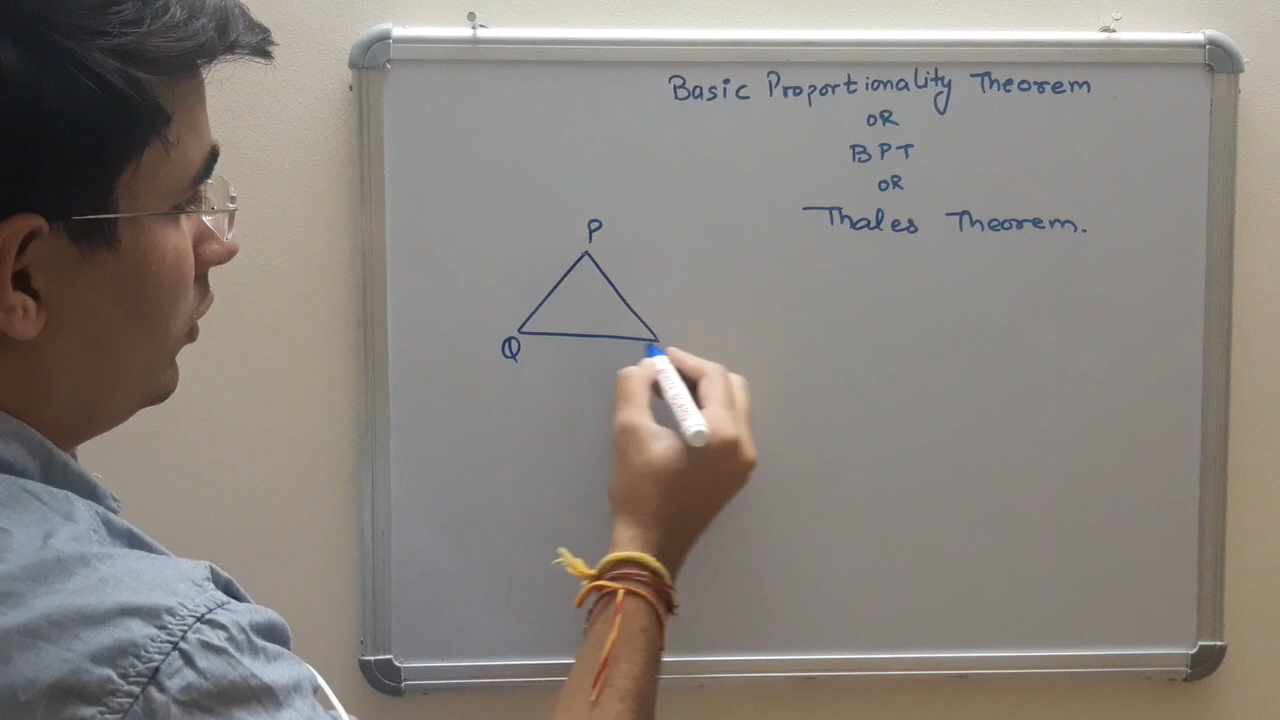 Basic Proportionality Theorem
OR
BPT
OR
Thales Theorem.
P
Q